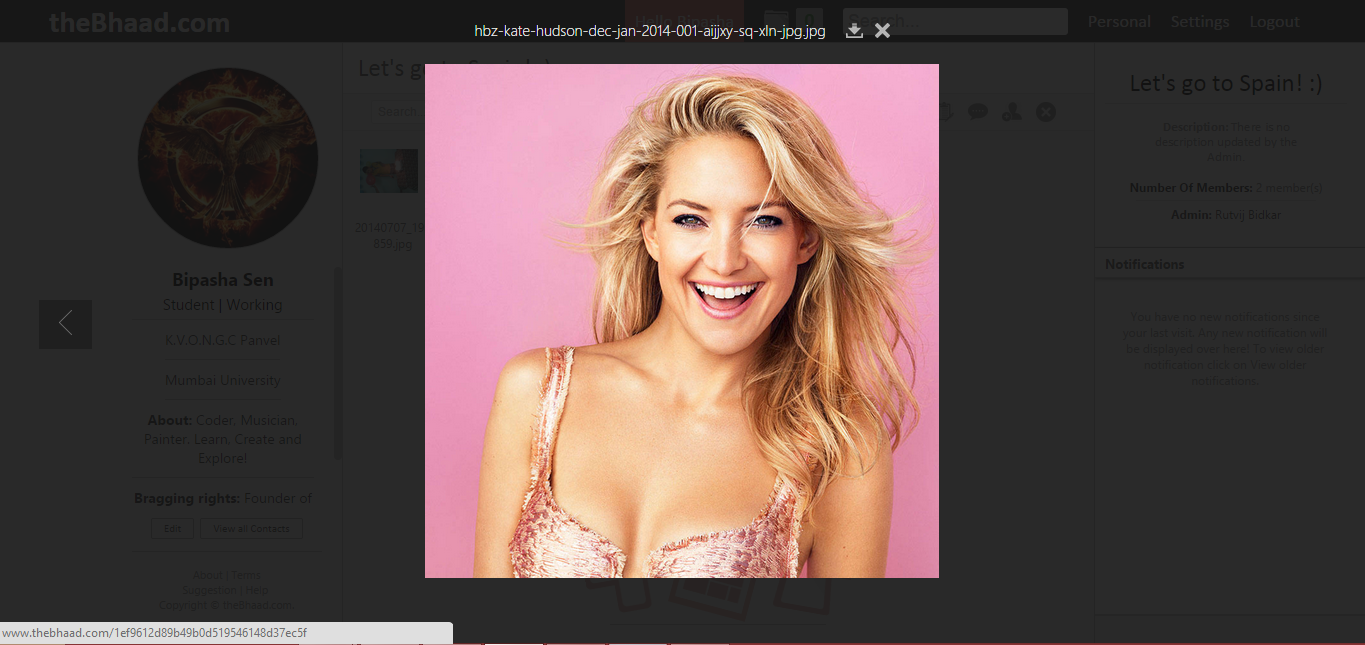 theBhaad.com
Hello Bipasha
Personal
Settings
Logout
hbz-kate-hudson-dec-jan-2014-001-aijjxy-sq-xln-jpg.jpg
Let's go to Spain! :)
Search
20140707_19
859.jpg
Bipasha Sen
Student | Working
K.V.O.N.G.C Panvel
Mumbai University
About: Coder, Musician,
Painter, Learn, Create and
Explore!
Bragging rights: Founder of
Edit
View all Contacts
About | Terms
Suggestion | Help
Copyright © theBhaad.com
Let's go to Spain! :)
Description: There is no
description updated by the
Admin.
Number Of Members: 2 member(s)
Admin: Rutvij Bidkar
Notifications
You have no new notifications since
your last visit. Any new notification will
be displayed over here! To view older
notification click on View older
notifications.
www.thebhaad.com/1ef9612d89b49b0d519546148d37ec5f